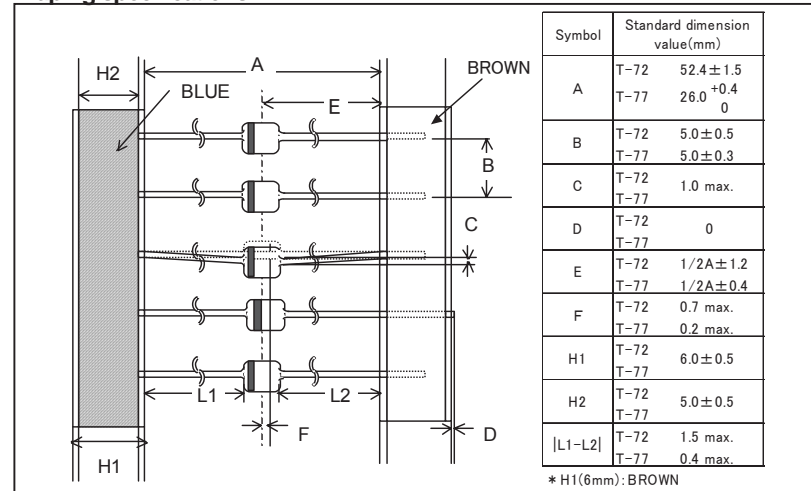 H2
A
BLUE
E
BROWN
B
C
L1
L2
F
D
H1
Symbol Standard dimension
value(mm)
A T-72 52.4±1.5
T-77 26.0 +0.4
0
B T-72 5.0±0.5
T-77 5.0±0.3
C T-72 1.0 max.
T-77
D T-72 0
T-77
E T-72 1/2A±1.2
T-77 1/2A±0.4
F T-72 0.7 max.
T-77 0.2 max.
H1 T-72 6.0±0.5
T-77
H2 T-72 5.0±0.5
T-77
|L1-L2| T-72 1.5 max.
T-77 0.4 max.
*H1(6mm):BROWN